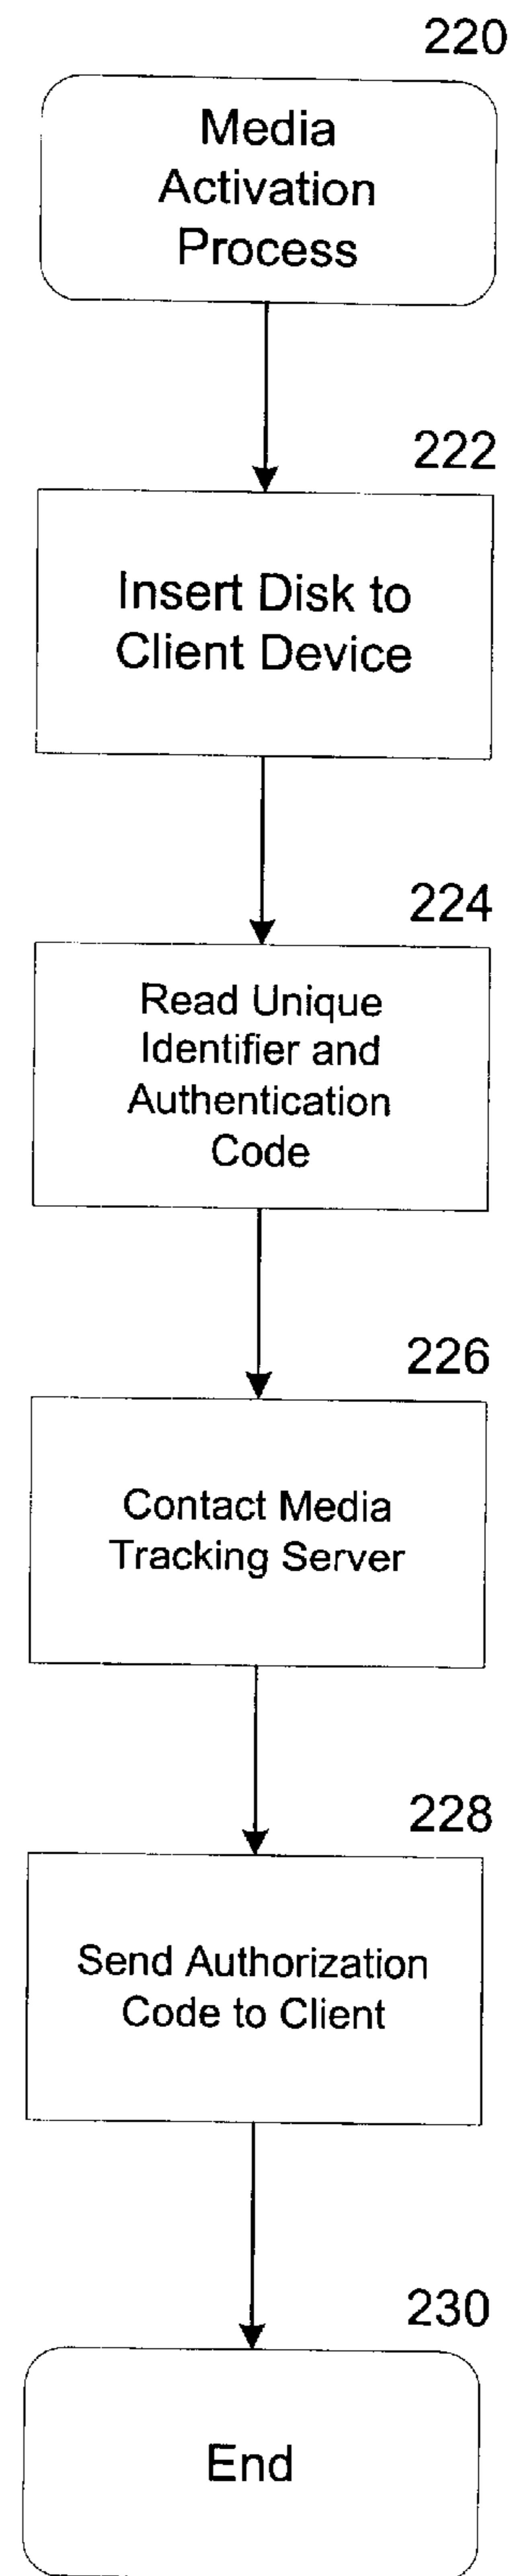 220
Media
Activation
Process
222
Insert Disk to
Client Device
224
Read Unique
Identifier and
Authentication
Code
226
Contact Media
Tracking Server
228
Send Authorization
Code to Client
230
End